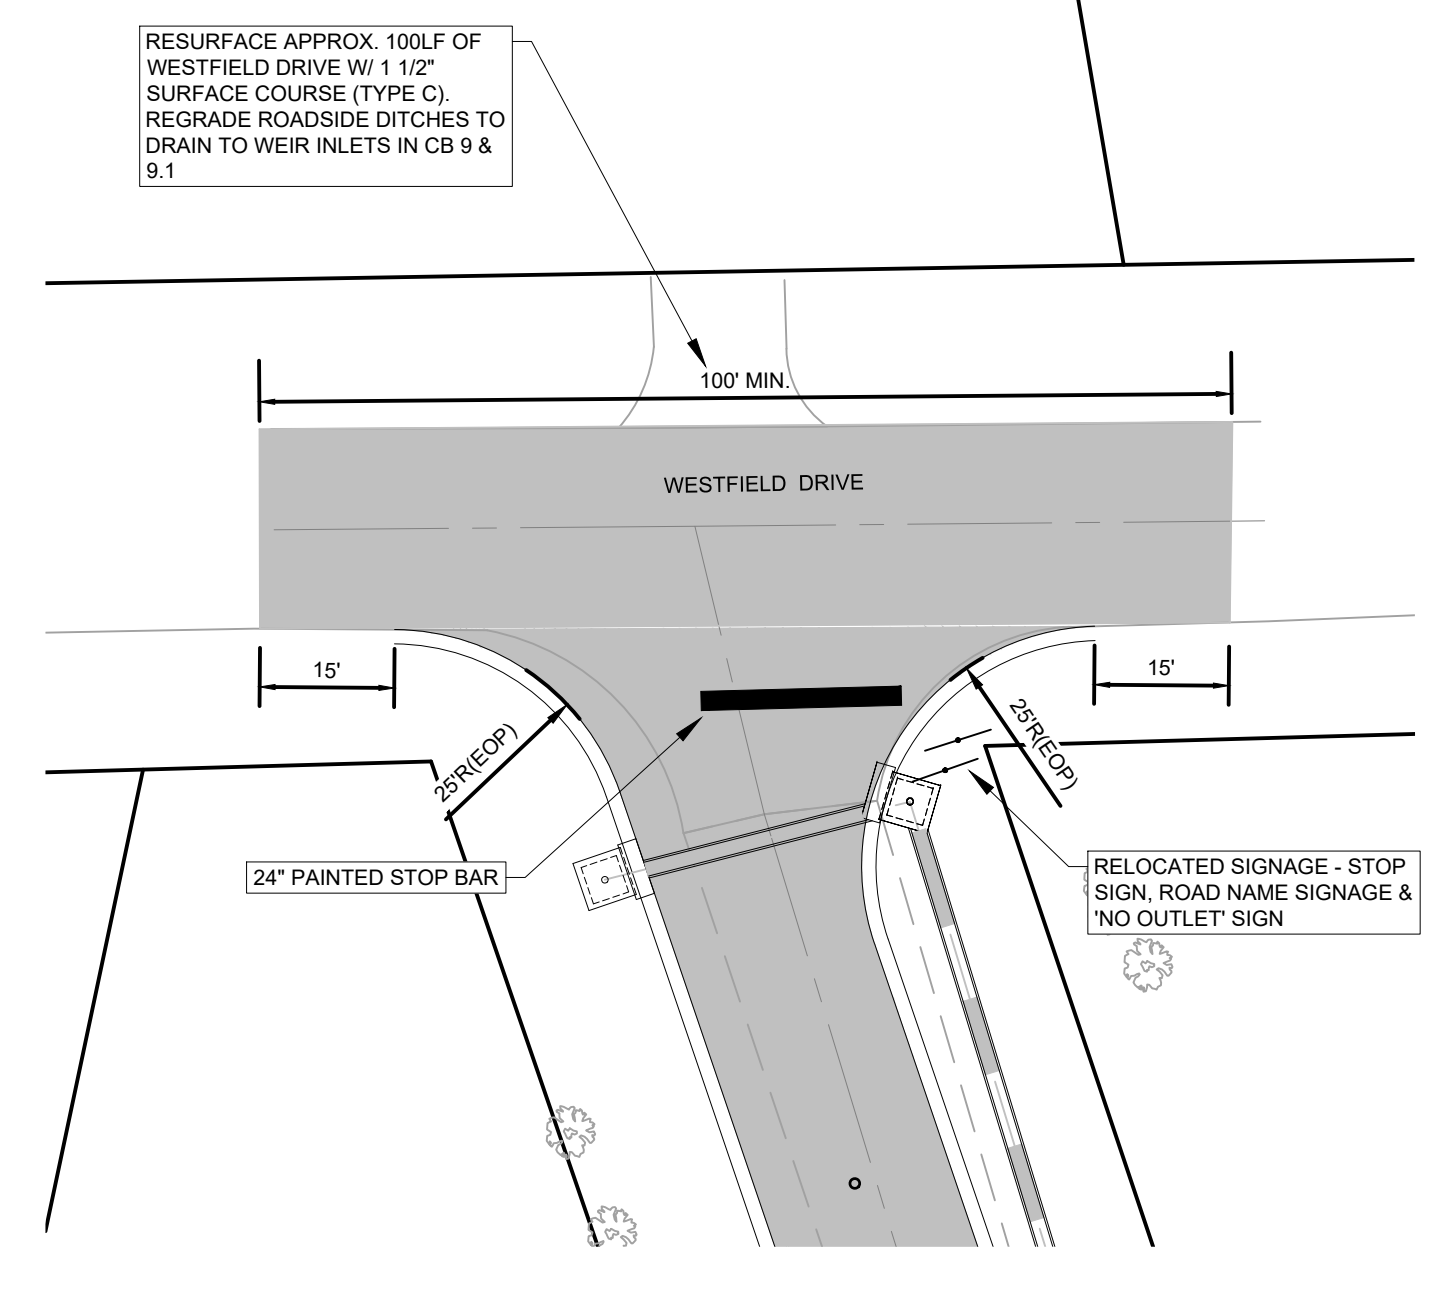 RESURFACE APPROX. 100LF OF
WESTFIELD DRIVE W/ 1 1/2"
SURFACE COURSE (TYPE C).
REGRADE ROADSIDE DITCHES TO
DRAIN TO WEIR INLETS IN CB 9 &
9.1
100' MIN.
WESTFIELD DRIVE
15'
15'
25'R(EOP)
25'R(EOP)
24" PAINTED STOP BAR
RELOCATED SIGNAGE - STOP
SIGN, ROAD NAME SIGNAGE &
'NO OUTLET' SIGN